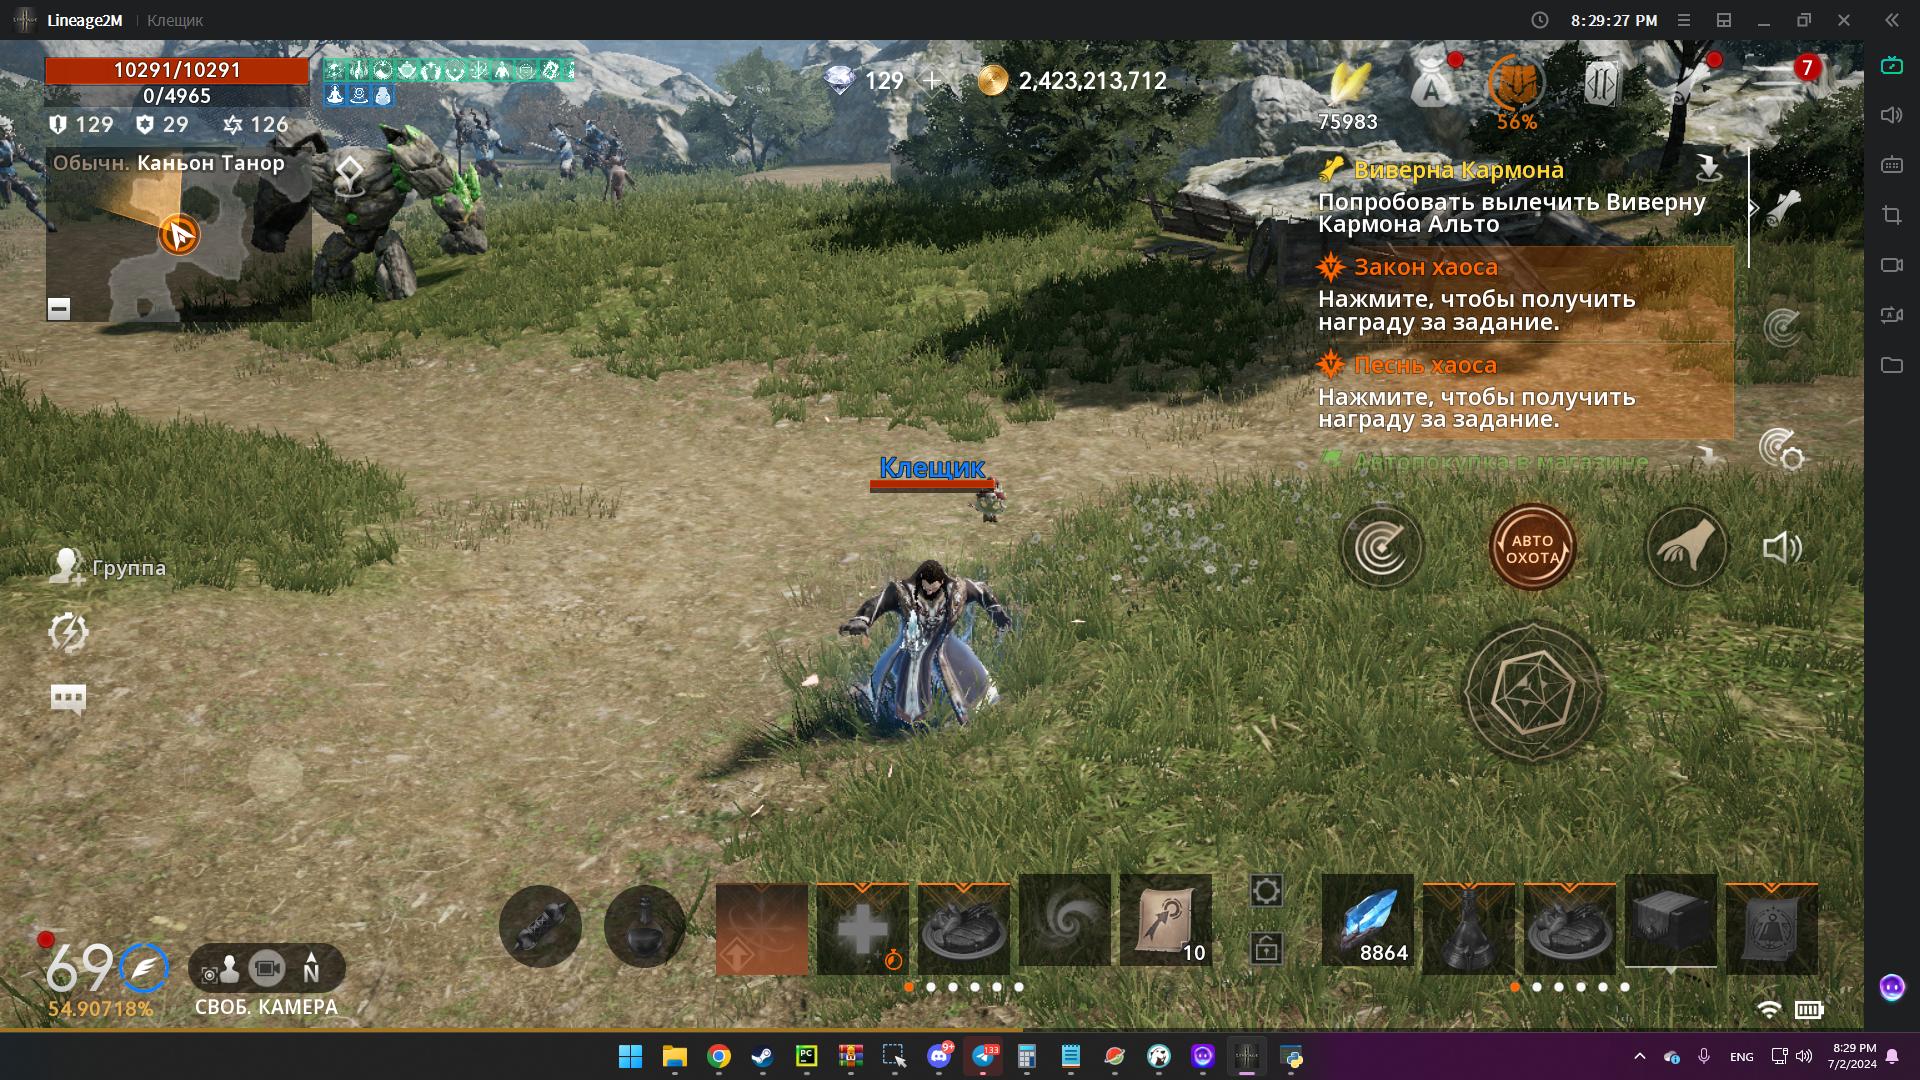 Lineage2M
Клещик
8:29:27 PM
10291/10291
0/4965
129
29
126
129
2,423,213,712
75983
A
56%
7
Обычн. Каньон Танор
Виверна Кармона
Попробовать вылечить Виверну
Кармона Альто
Закон хаоса
Нажмите, чтобы получить
награду за задание.
Песнь хаоса
Нажмите, чтобы получить
награду за задание.
Автопокупка в магазине
Клещик
АВТО
ОХОТА
Группа
10
8864
69
54.90718%
N
СВОБ. КАМЕРА
PC
9+
133
ENG
8:29 PM
7/2/2024